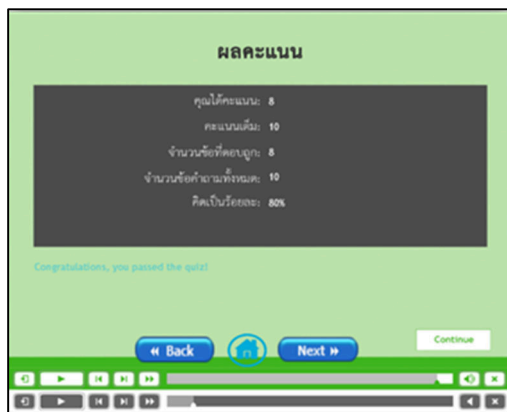 ผลคะแนน
คุณได้คะแนน: 8
คะแนนเต็ม: 10
จำนวนข้อที่ตอบถูก: 8
จำนวนข้อคำถามทั้งหมด: 10
คิดเป็นร้อยละ: 80%
Congratulations, you passed the quiz!
Back
Next
Continue